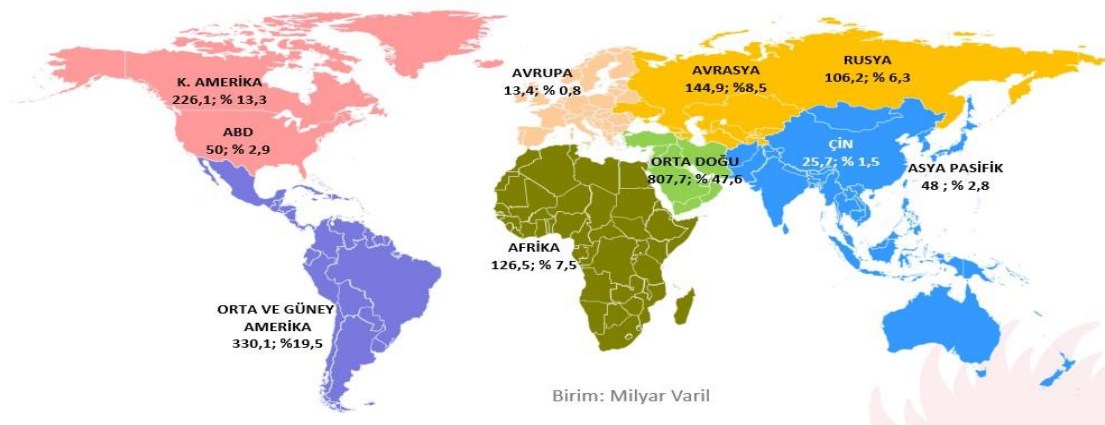 K. AMERİKA
226,1; % 13,3
ABD
50; % 2,9
ORTA VE GÜNEY
AMERİKA
330,1; %19,5
AVRUPA
13,4; % 0,8
AVRASYA
144,9; %8,5
RUSYA
106,2; % 6,3
ORTA DOĞU
807,7; % 47,6
ÇİN
25,7; % 1,5
ASYA PASİFİK
48 ; % 2,8
AFRİKA
126,5; % 7,5
Birim: Milyar Varil